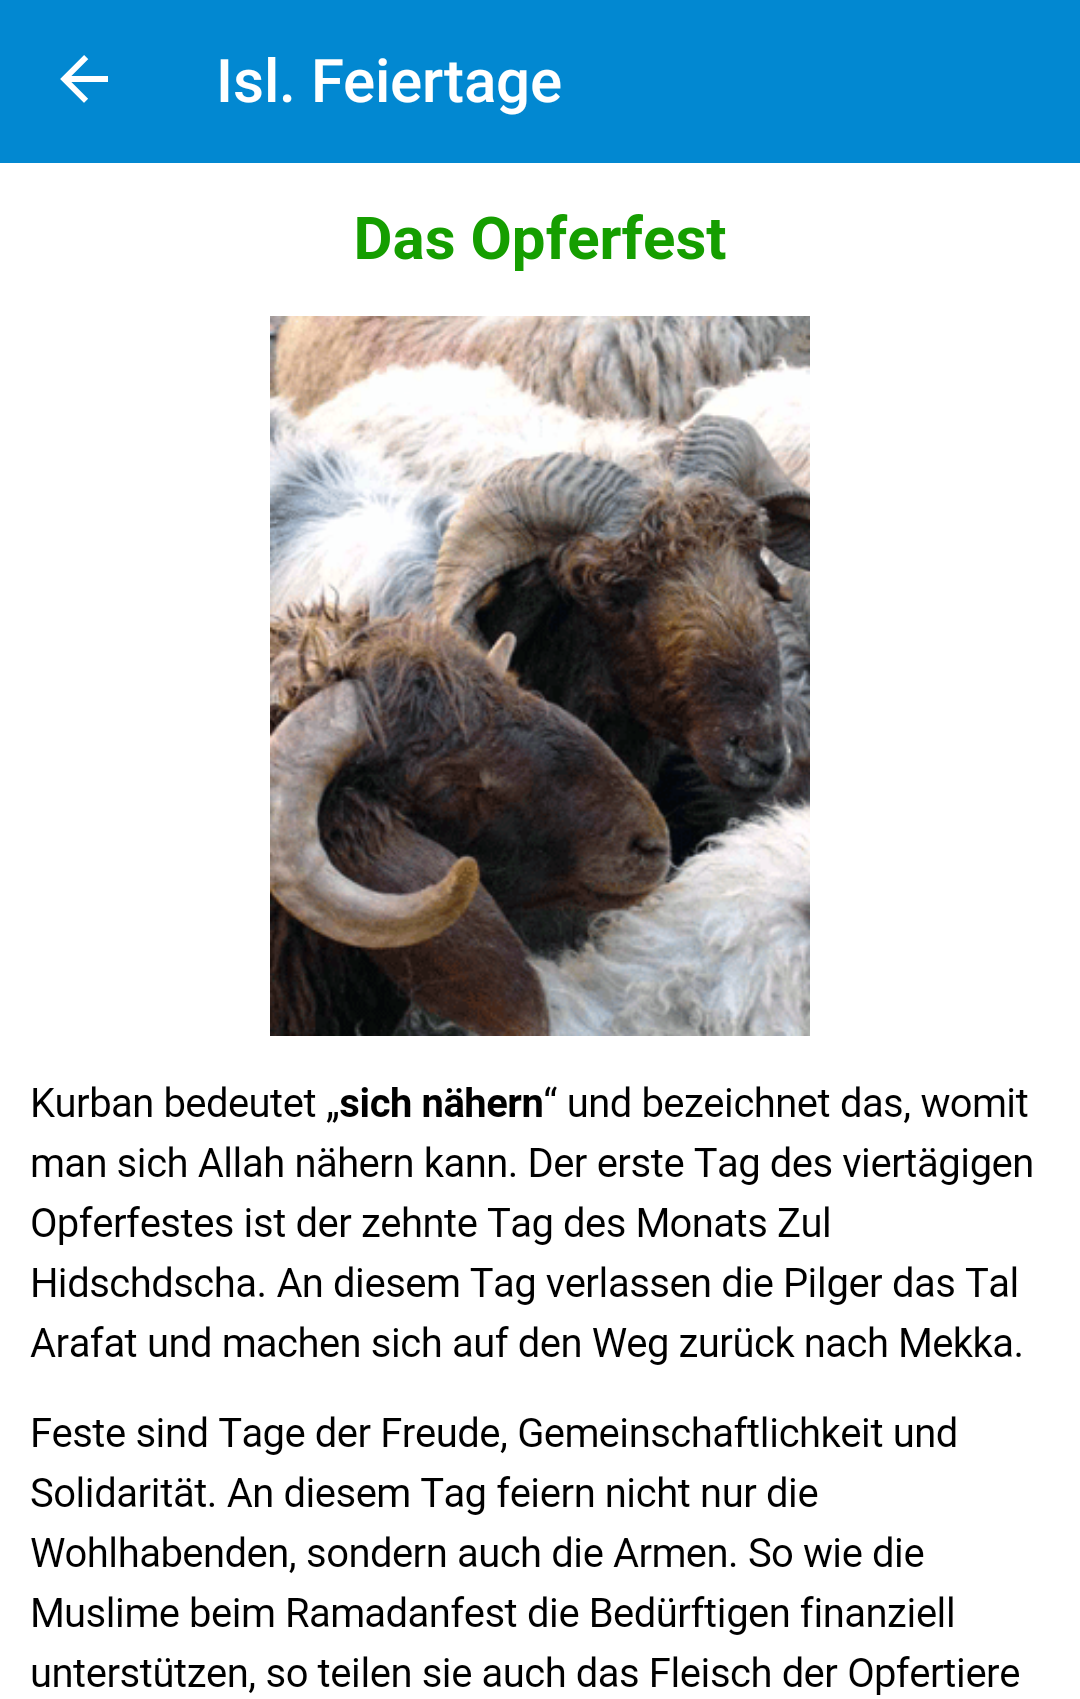 Isl. Feiertage
Das Opferfest
Kurban bedeutet „sich nähern“ und bezeichnet das, womit
man sich Allah nähern kann. Der erste Tag des viertägigen
Opferfestes ist der zehnte Tag des Monats Zul
Hidschdscha. An diesem Tag verlassen die Pilger das Tal
Arafat und machen sich auf den Weg zurück nach Mekka.
Feste sind Tage der Freude, Gemeinschaftlichkeit und
Solidarität. An diesem Tag feiern nicht nur die
Wohlhabenden, sondern auch die Armen. So wie die
Muslime beim Ramadanfest die Bedürftigen finanziell
unterstützen, so teilen sie auch das Fleisch der Opfertiere